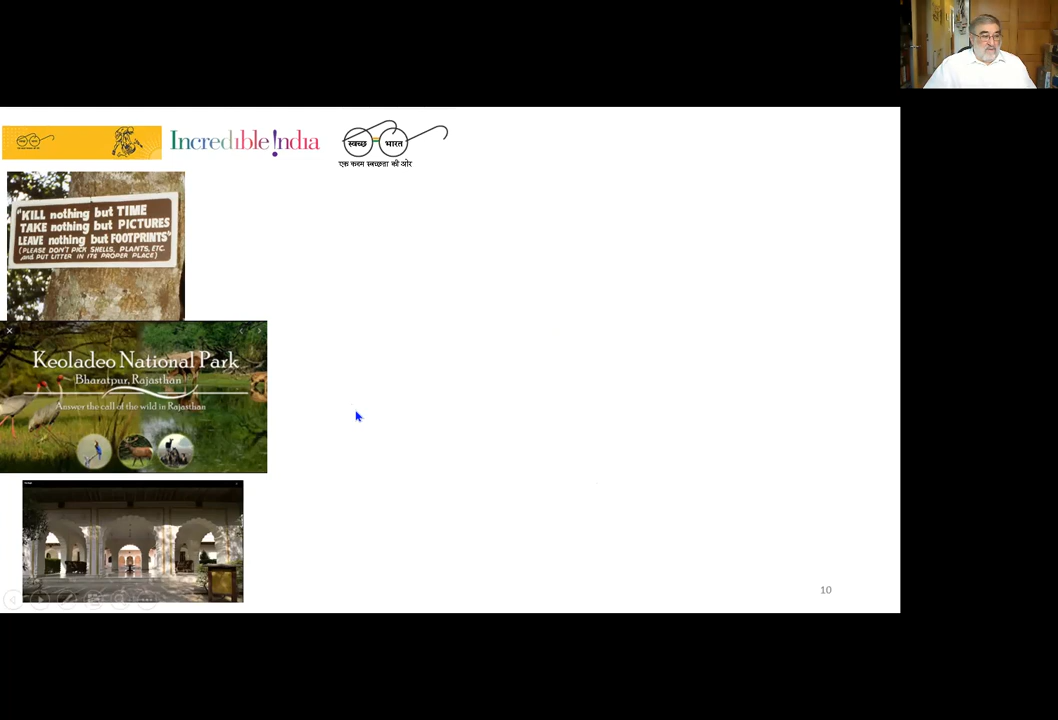 Incredible !ndia
स्वच्छ भारत
एक कदम स्वच्छता की ओर
"KILL nothing but TIME
TAKE nothing but PICTURES
LEAVE nothing but FOOTPRINTS"
(PLEASE DON'T PICK SHELLS, PLANTS, ETC.
and PUT LITTER IN ITS PROPER PLACE)
Keoladeo National Park
Bharatpur, Rajasthan
Answer the call of the wild in Rajasthan
10